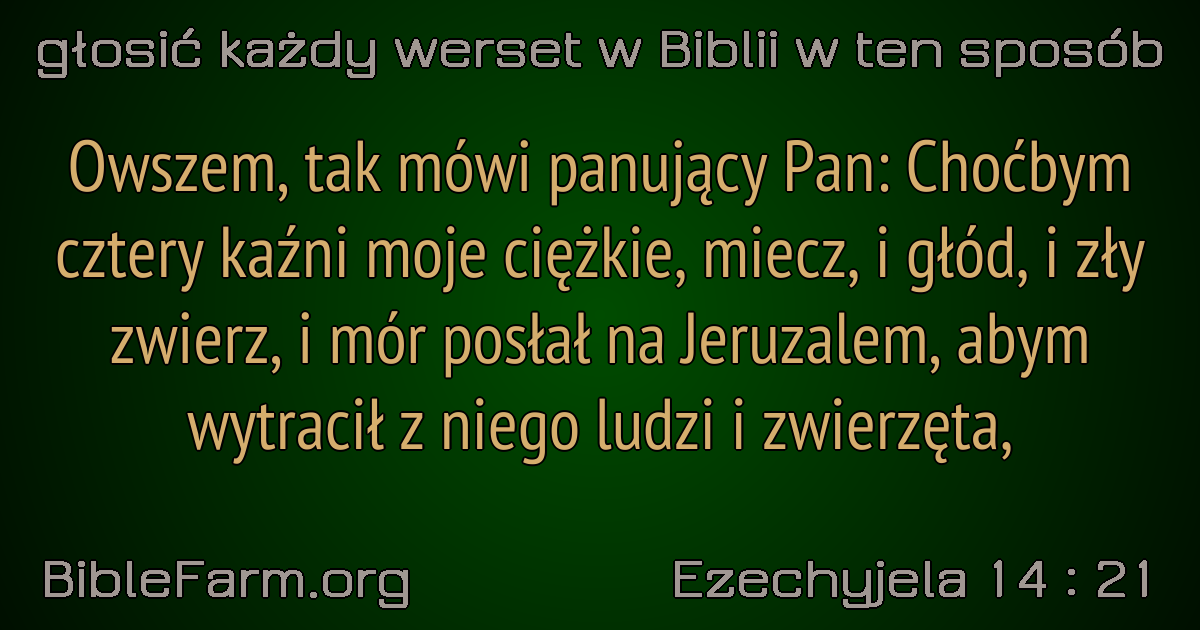 głosić każdy werset w Biblii w ten sposób
Owszem, tak mówi panujący Pan: Choćbym
cztery kaźni moje ciężkie, miecz, i głód, i zły
zwierz, i mór posłał na Jeruzalem, abym
wytracił z niego ludzi i zwierzęta,
BibleFarm.org
Ezechyjela 14 : 21